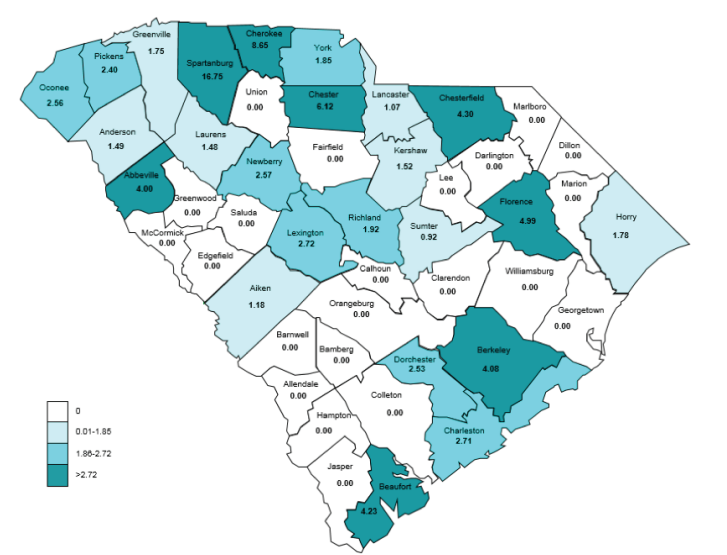 Greenville
1.75
Cherokee
8.65
York
1.85
Pickens
2.40
Spartanburg
16.75
Oconee
2.56
Union
0.00
Chester
6.12
Lancaster
1.07
Chesterfield
4.30
Marlboro
0.00
Anderson
1.49
Laurens
1.48
Fairfield
0.00
Kershaw
1.52
Darlington
0.00
Dillon
0.00
Newberry
2.57
Abbeville
4.00
Lee
0.00
Marion
0.00
Greenwood
0.00
Saluda
0.00
Richland
1.92
Florence
4.99
Horry
1.78
McCormick
0.00
Lexington
2.72
Sumter
0.92
Edgefield
0.00
Calhoun
0.00
Clarendon
0.00
Williamsburg
0.00
Aiken
1.18
Orangeburg
0.00
Georgetown
0.00
Barnwell
0.00
Bamberg
0.00
Dorchester
2.53
Berkeley
4.08
Allendale
0.00
Colleton
0.00
Hampton
0.00
Charleston
2.71
Jasper
0.00
Beaufort
4.23
0
0.01-1.85
1.86-2.72
>2.72